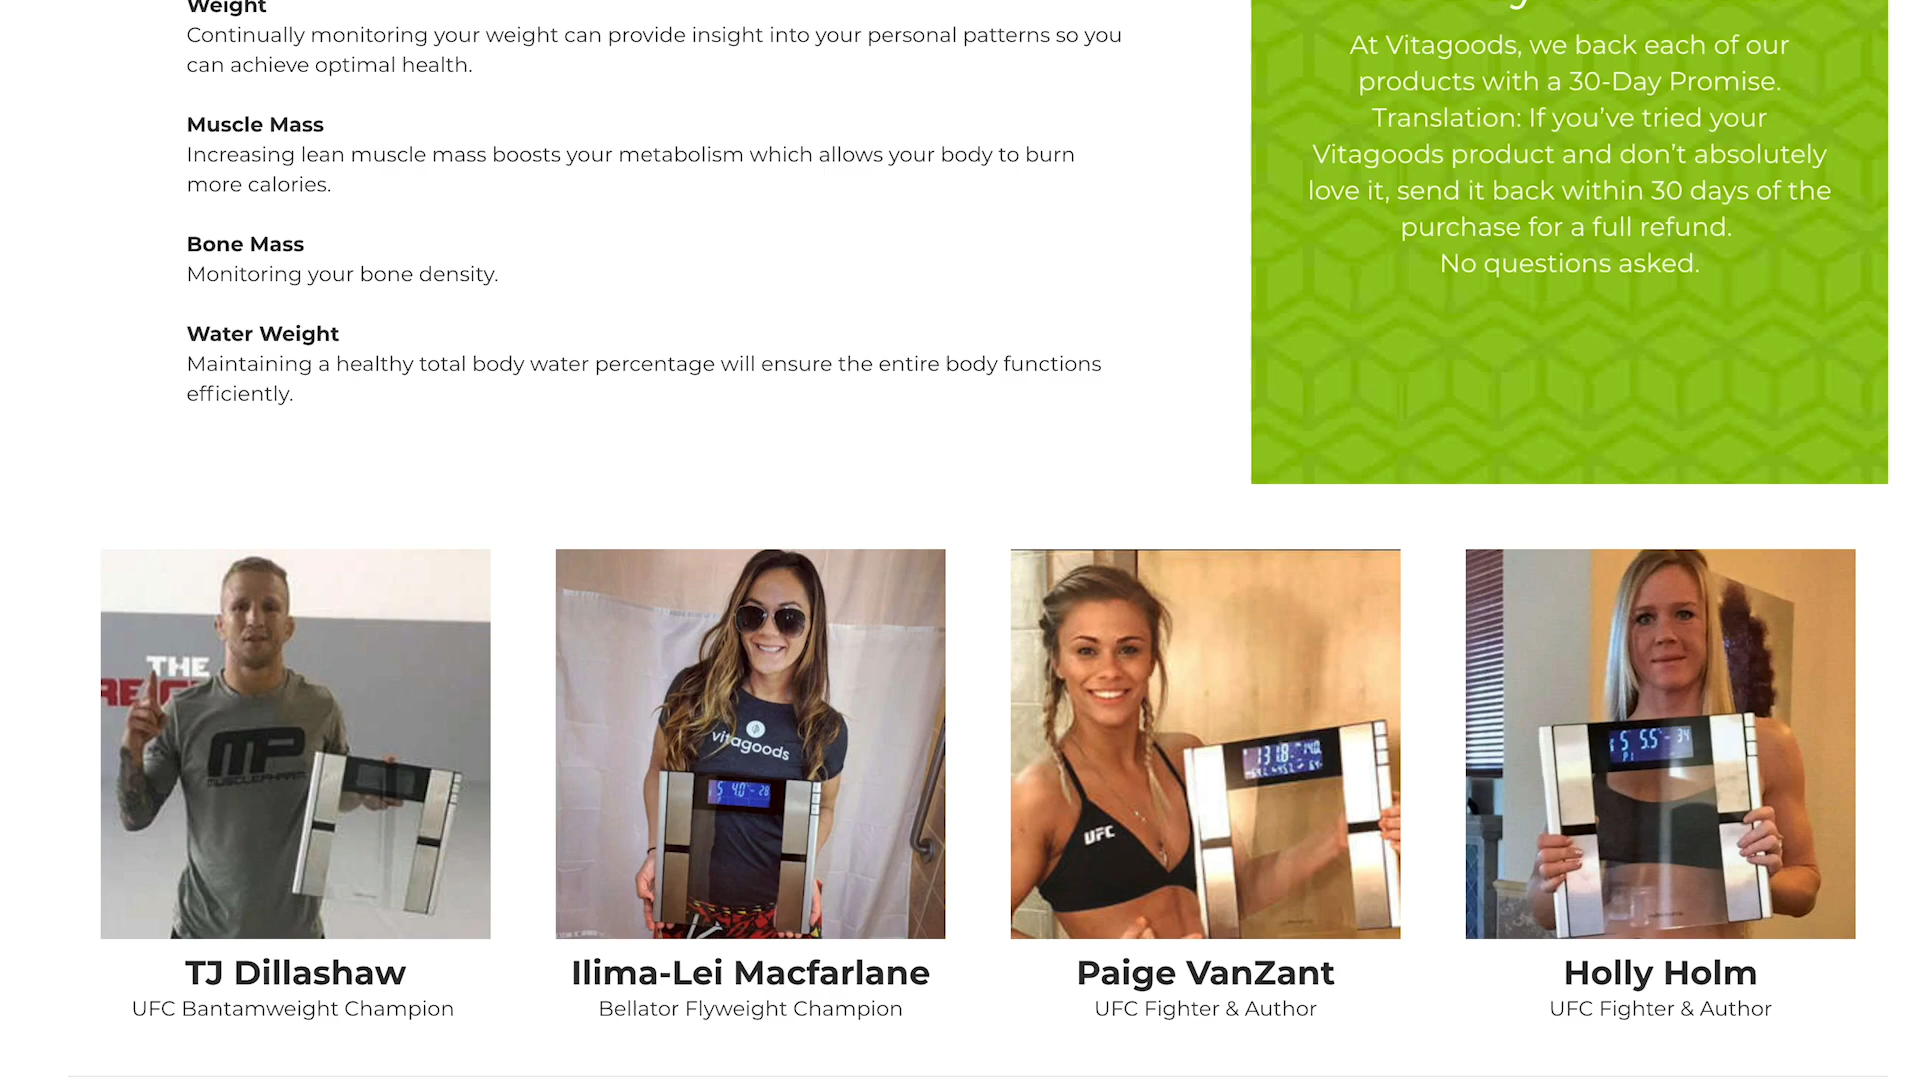 Weight
Continually monitoring your weight can provide insight into your personal patterns so you
can achieve optimal health.
Muscle Mass
Increasing lean muscle mass boosts your metabolism which allows your body to burn
more calories.
Bone Mass
Monitoring your bone density.
Water Weight
Maintaining a healthy total body water percentage will ensure the entire body functions
efficiently.
At Vitagoods, we back each of our
products with a 30-Day Promise.
Translation: If you’ve tried your
Vitagoods product and don’t absolutely
love it, send it back within 30 days of the
purchase for a full refund.
No questions asked.
THE
MP
MUSCLEPHARM
vitagoods
UFC
TJ Dillashaw
UFC Bantamweight Champion
Ilima-Lei Macfarlane
Bellator Flyweight Champion
Paige VanZant
UFC Fighter & Author
Holly Holm
UFC Fighter & Author